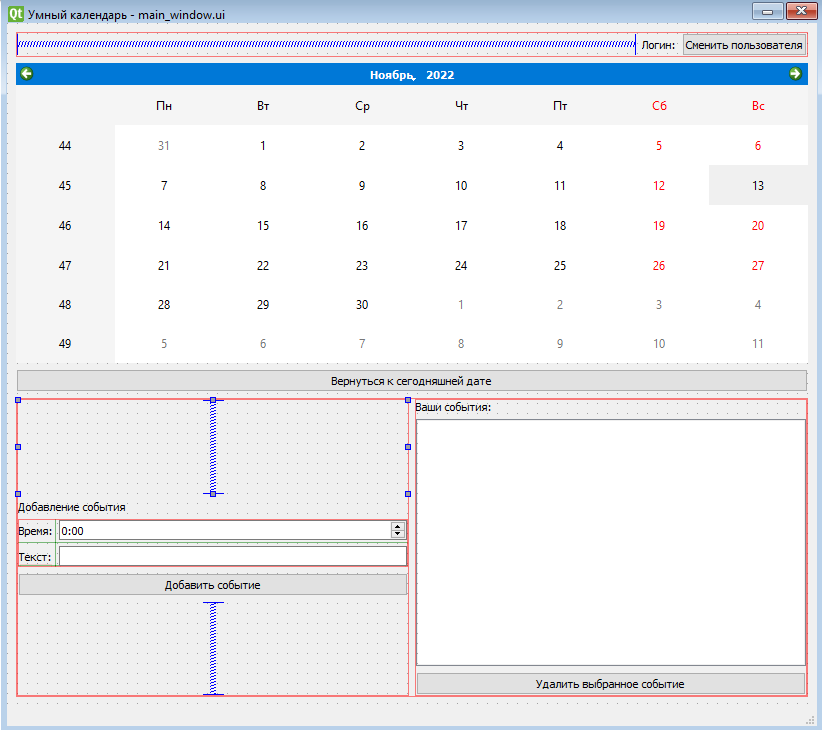 Qt Умный календарь - main_window.ui
Логин: Сменить пользователя
Ноябрь, 2022
Пн Вт Ср Чт Пт Сб Вс
44 31 1 2 3 4 5 6
45 7 8 9 10 11 12 13
46 14 15 16 17 18 19 20
47 21 22 23 24 25 26 27
48 28 29 30 1 2 3 4
49 5 6 7 8 9 10 11
Вернуться к сегодняшней дате
Ваши события:
Добавление события
Время: 0:00
Текст:
Добавить событие
Удалить выбранное событие